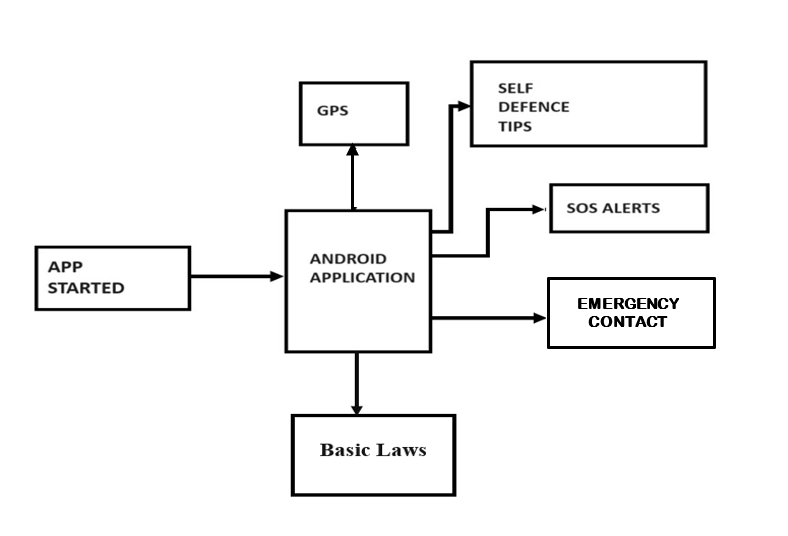 SELF
DEFENCE
TIPS
GPS
SOS ALERTS
ANDROID
APPLICATION
APP
STARTED
EMERGENCY
CONTACT
Basic Laws